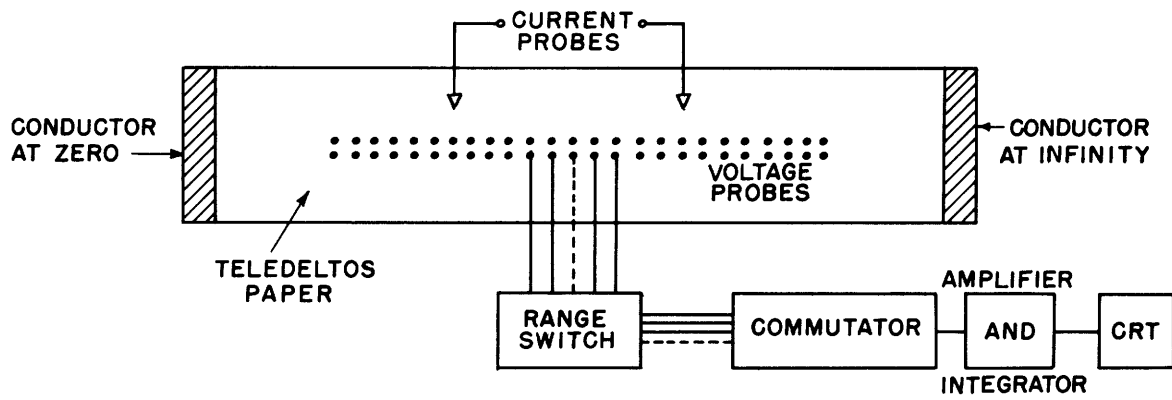 CURRENT
PROBES
CONDUCTOR
AT ZERO
CONDUCTOR
AT INFINITY
VOLTAGE
PROBES
TELEDELTOS
PAPER
RANGE
SWITCH
COMMUTATOR
AMPLIFIER
AND
INTEGRATOR
CRT